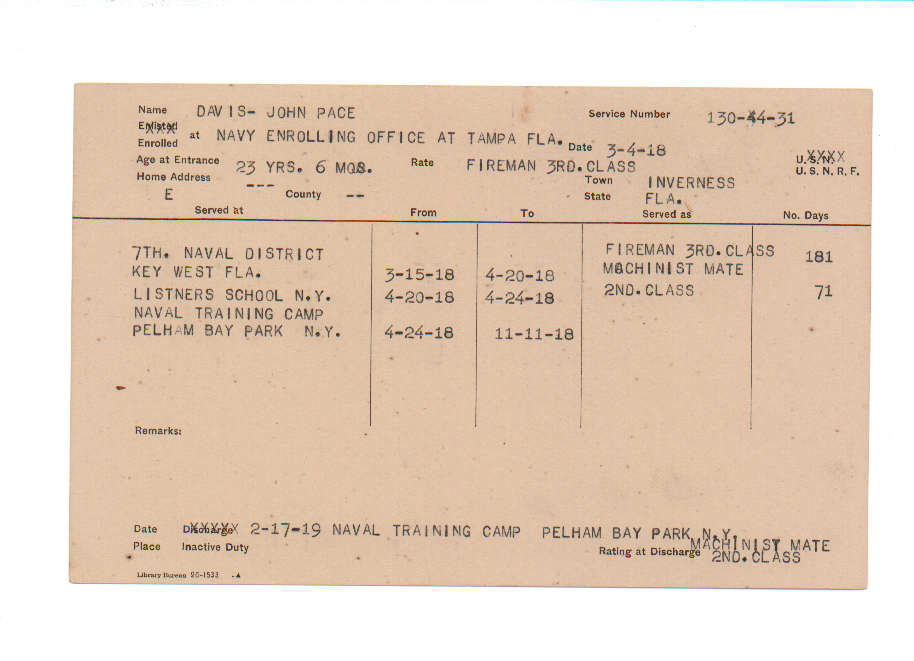 Name DAVIS- JOHN PACE Service Number 130-44-31
Enlisted XXX
Enrolled at NAVY ENROLLING OFFICE AT TAMPA FLA. Date 3-4-18
Age at Entrance 23 YRS. 6 MOS. Rate FIREMAN 3RD.CLASS U.S.N. XXXX
U.S.N.R.F.
Home Address --- Town INVERNESS
E County -- State FLA.
Served at From To Served as No. Days
7TH. NAVAL DISTRICT FIREMAN 3RD.CLASS 181
KEY WEST FLA. 3-15-18 4-20-18 MACHINIST MATE
LISTNERS SCHOOL N.Y. 4-20-18 4-24-18 2ND.CLASS 71
NAVAL TRAINING CAMP
PELHAM BAY PARK N.Y. 4-24-18 11-11-18
Remarks:
Date Discharge XXXXX 2-17-19 NAVAL TRAINING CAMP PELHAM BAY PARK N.Y.
Place Inactive Duty Rating at Discharge MACHINIST MATE
2ND.CLASS
Library Bureau 26-1533